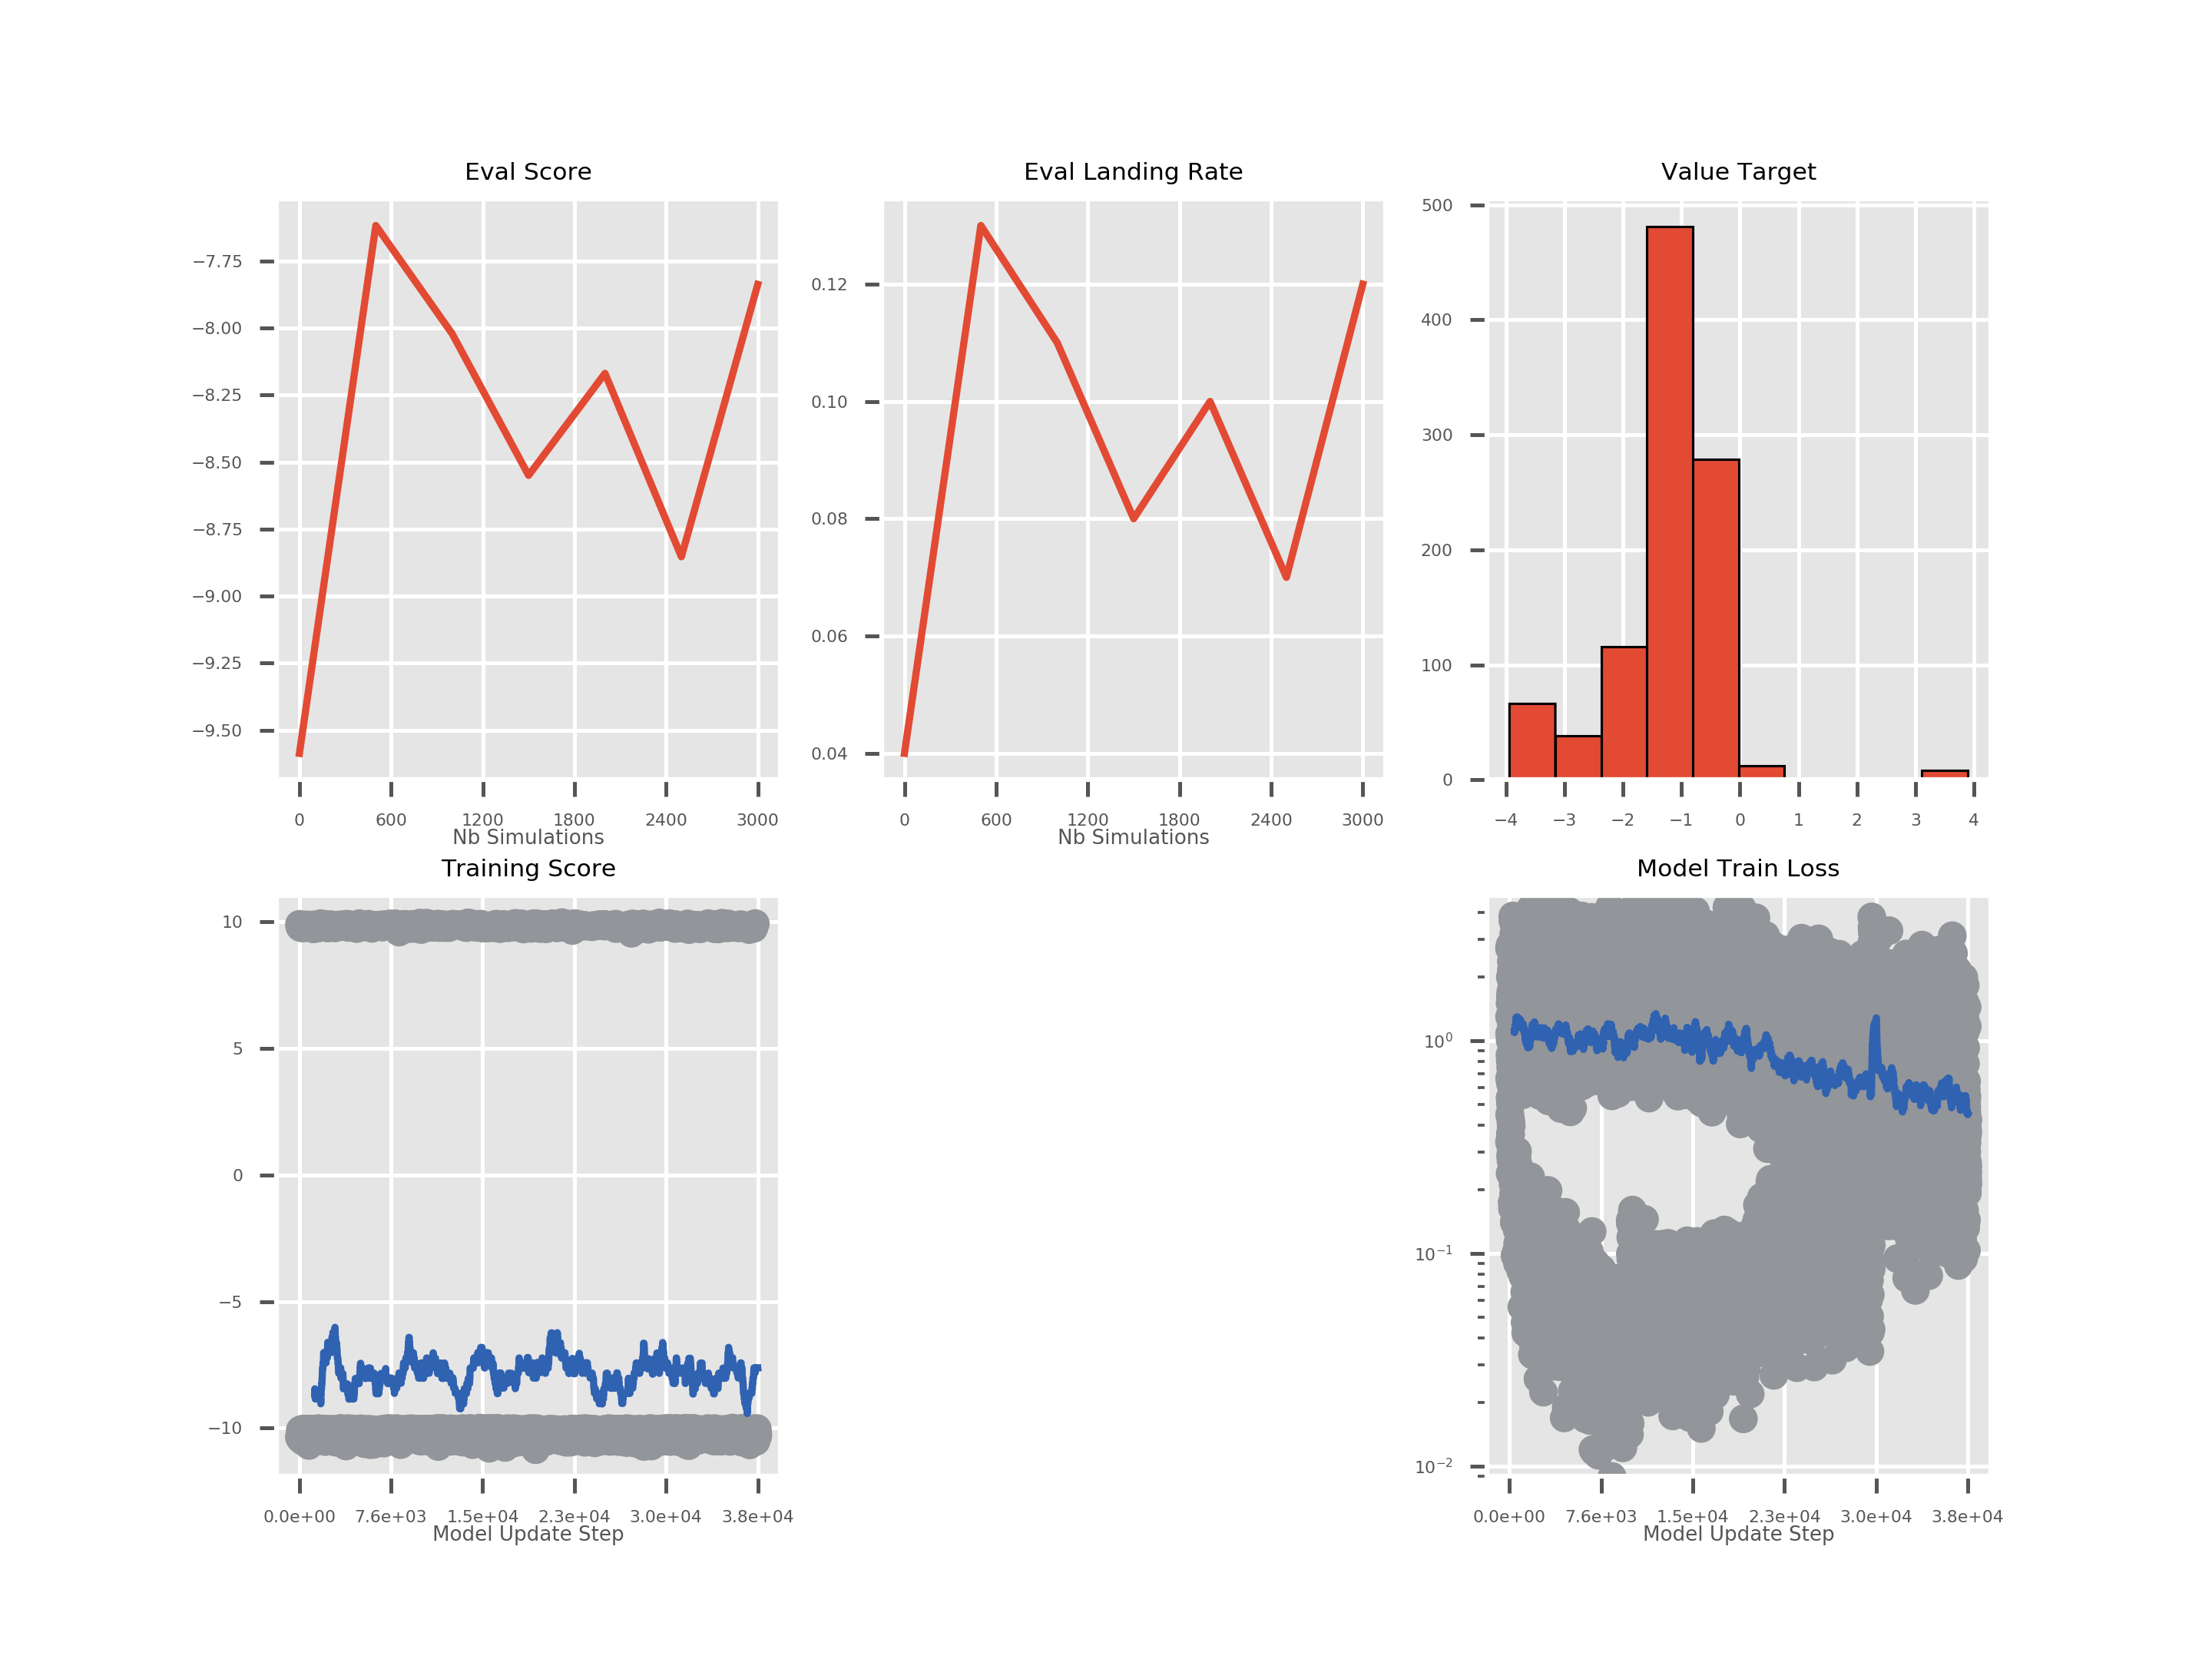 Eval Score
−7.75
−8.00
−8.25
−8.50
−8.75
−9.00
−9.25
−9.50
0 600 1200 1800 2400 3000
Nb Simulations
Eval Landing Rate
0.12
0.10
0.08
0.06
0.04
0 600 1200 1800 2400 3000
Nb Simulations
Value Target
500
400
300
200
100
0
−4 −3 −2 −1 0 1 2 3 4
Training Score
10
5
0
−5
−10
0.0e+00 7.6e+03 1.5e+04 2.3e+04 3.0e+04 3.8e+04
Model Update Step
Model Train Loss
10⁰
10⁻¹
10⁻²
0.0e+00 7.6e+03 1.5e+04 2.3e+04 3.0e+04 3.8e+04
Model Update Step